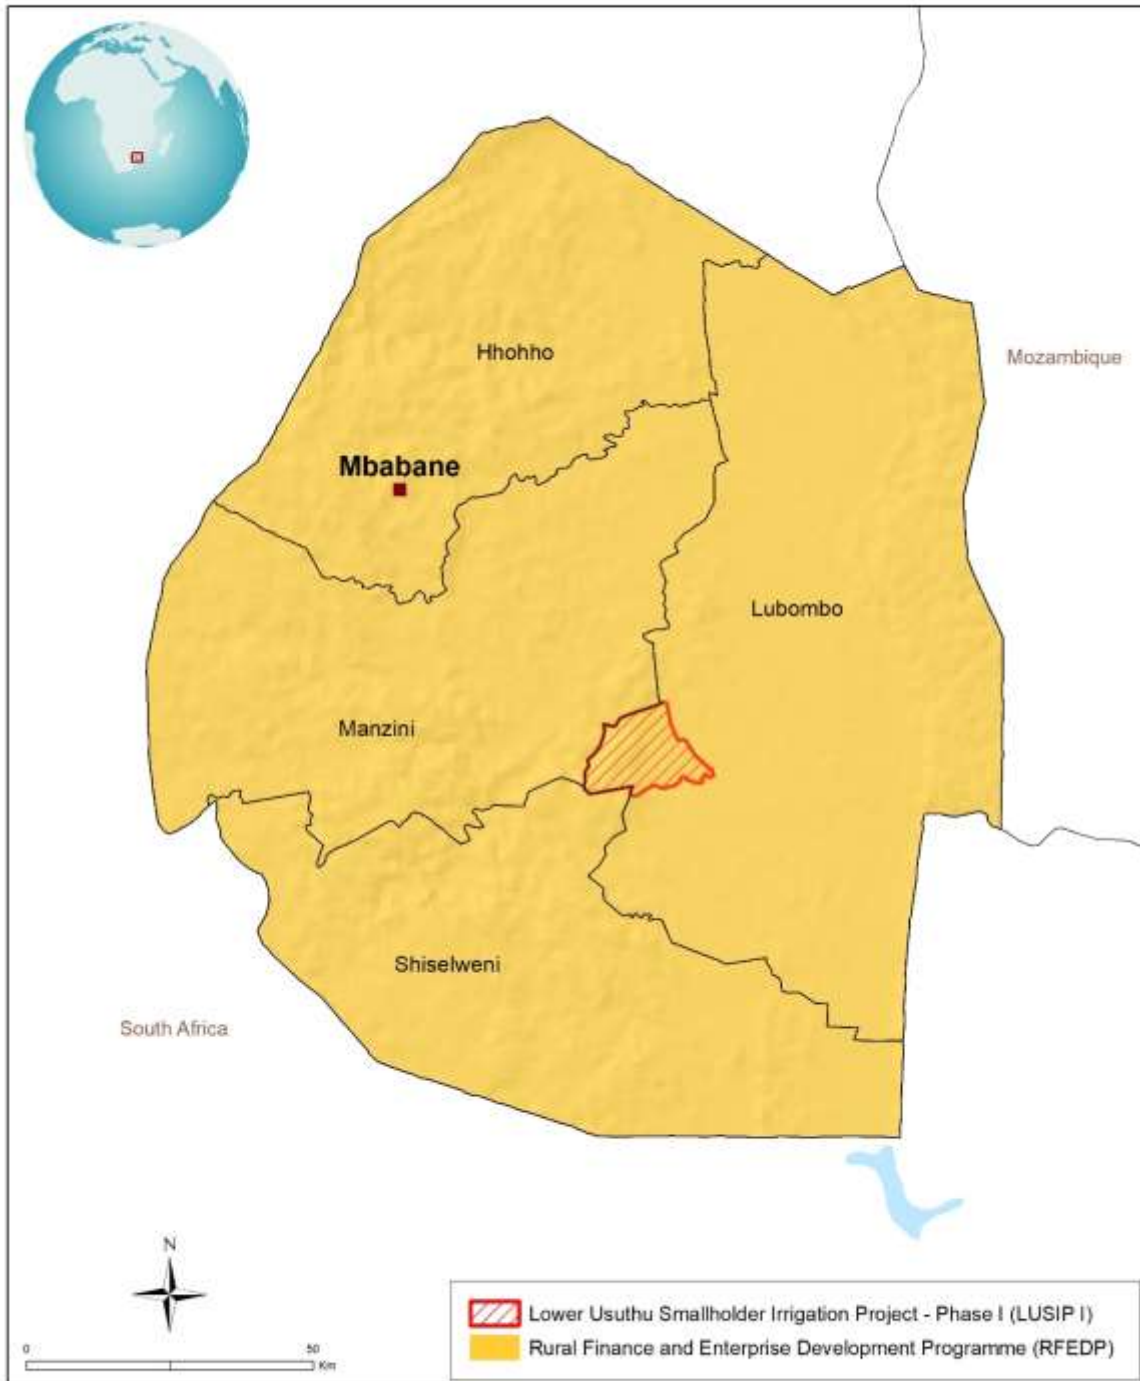 Hhohho
Mozambique
Mbabane
Lubombo
Manzini
Shiselweni
South Africa
N
0 50
Km
Lower Usuthu Smallholder Irrigation Project - Phase I (LUSIP I)
Rural Finance and Enterprise Development Programme (RFEDP)